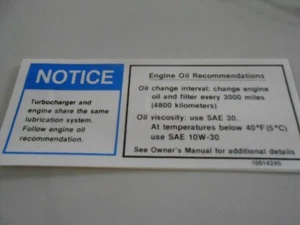 NOTICE
Turbocharger and
engine share the same
lubrication system.
Follow engine oil
recommendation.
Engine Oil Recommendations
Oil change interval: change engine
oil and filter every 3000 miles
(4800 kilometers)
Oil viscosity: use SAE 30.
At temperatures below 40°F(5°C)
use SAE 10W-30
See Owner's Manual for additional details